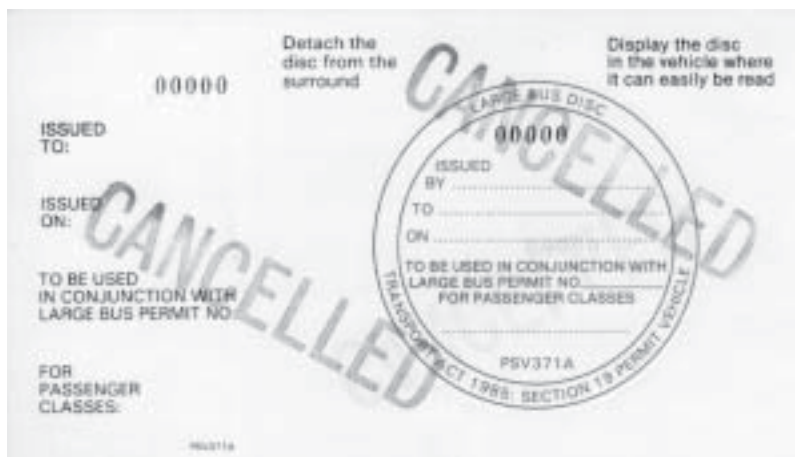 Detach the
disc from the
surround
Display the disc
in the vehicle where
it can easily be read
00000
ISSUED
TO:
ISSUED
ON:
TO BE USED
IN CONJUNCTION WITH
LARGE BUS PERMIT NO:
FOR
PASSENGER
CLASSES:
PSV371A
CANCELLED
LARGE BUS DISC
00000
ISSUED
BY
TO
ON
TO BE USED IN CONJUNCTION WITH
LARGE BUS PERMIT NO
FOR PASSENGER CLASSES
PSV371A
TRANSPORT ACT 1985: SECTION 19 PERMIT VEHICLE
CANCELLED